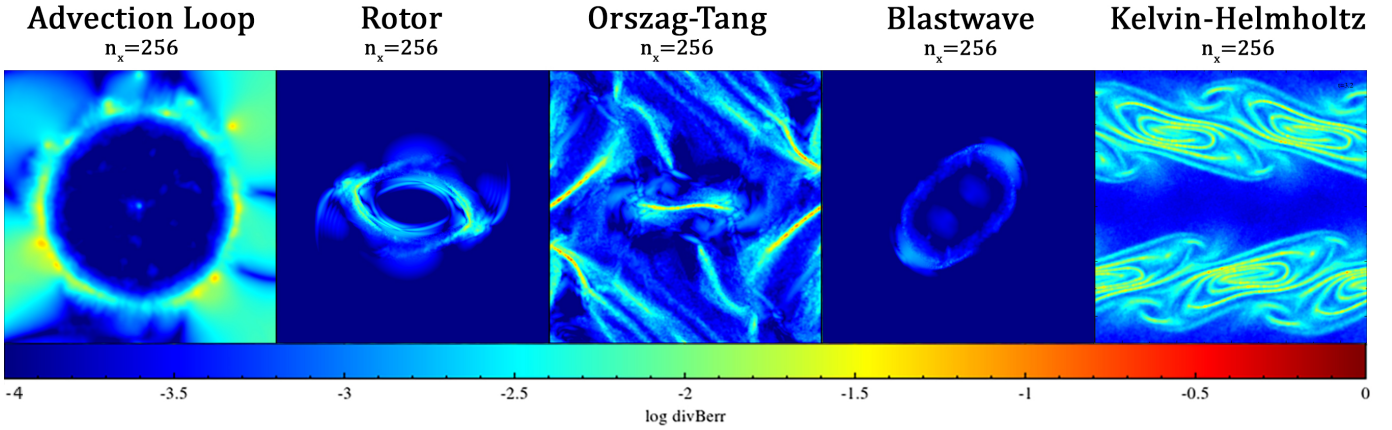 Advection Loop Rotor Orszag-Tang Blastwave Kelvin-Helmholtz
nx=256 nx=256 nx=256 nx=256 nx=256
-4 -3.5 -3 -2.5 -2 -1.5 -1 -0.5 0
log divBerr